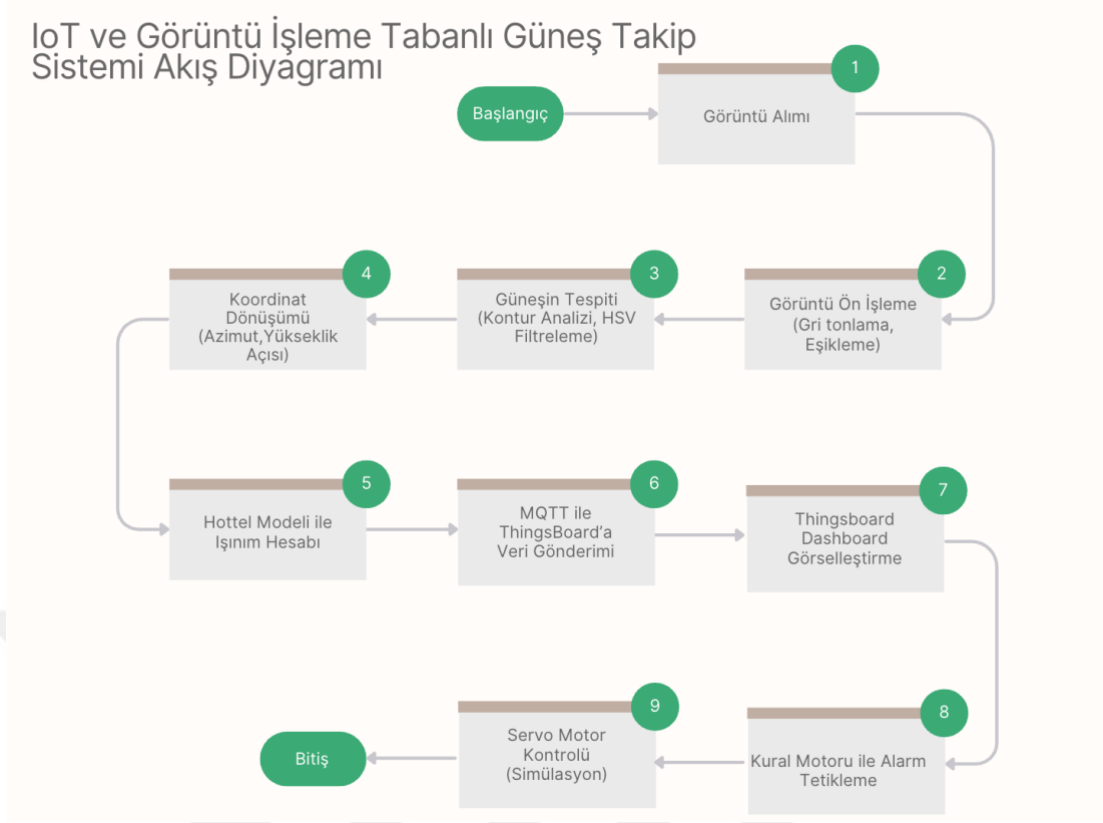 IoT ve Görüntü İşleme Tabanlı Güneş Takip
Sistemi Akış Diyagramı
Başlangıç
1
Görüntü Alımı
2
Görüntü Ön İşleme
(Gri tonlama,
Eşikleme)
3
Güneşin Tespiti
(Kontur Analizi, HSV
Filtreleme)
4
Koordinat
Dönüşümü
(Azimut,Yükseklik
Açısı)
5
Hottel Modeli ile
Işınım Hesabı
6
MQTT ile
ThingsBoard'a
Veri Gönderimi
7
Thingsboard
Dashboard
Görselleştirme
8
Kural Motoru ile Alarm
Tetikleme
9
Servo Motor
Kontrolü
(Simülasyon)
Bitiş